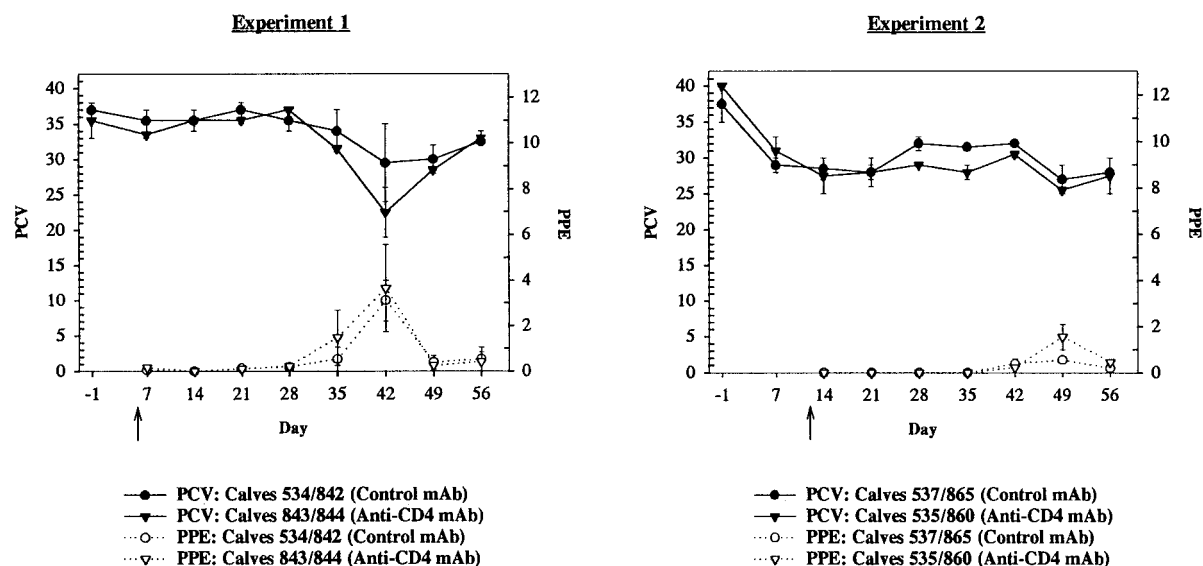 Experiment 1
40
35
30
25
20
15
10
5
0
PCV
12
10
8
6
4
2
0
PPE
-1 7 14 21 28 35 42 49 56
Day
PCV: Calves 534/842 (Control mAb)
PCV: Calves 843/844 (Anti-CD4 mAb)
PPE: Calves 534/842 (Control mAb)
PPE: Calves 843/844 (Anti-CD4 mAb)
Experiment 2
40
35
30
25
20
15
10
5
0
PCV
12
10
8
6
4
2
0
PPE
-1 7 14 21 28 35 42 49 56
Day
PCV: Calves 537/865 (Control mAb)
PCV: Calves 535/860 (Anti-CD4 mAb)
PPE: Calves 537/865 (Control mAb)
PPE: Calves 535/860 (Anti-CD4 mAb)